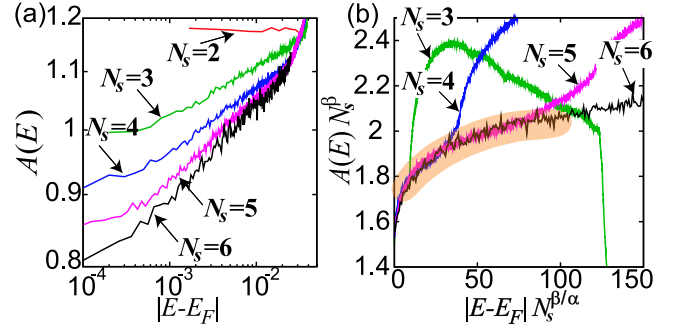 (a)
1.2
1.1
1
0.9
0.8
A(E)
N_s=2
N_s=3
N_s=4
N_s=5
N_s=6
10^-4
10^-3
10^-2
|E-E_F|
(b)
2.4
2.2
2
1.8
1.6
1.4
A(E) N_s^β
N_s=3
N_s=4
N_s=5
N_s=6
0
50
100
150
|E-E_F| N_s^β/α